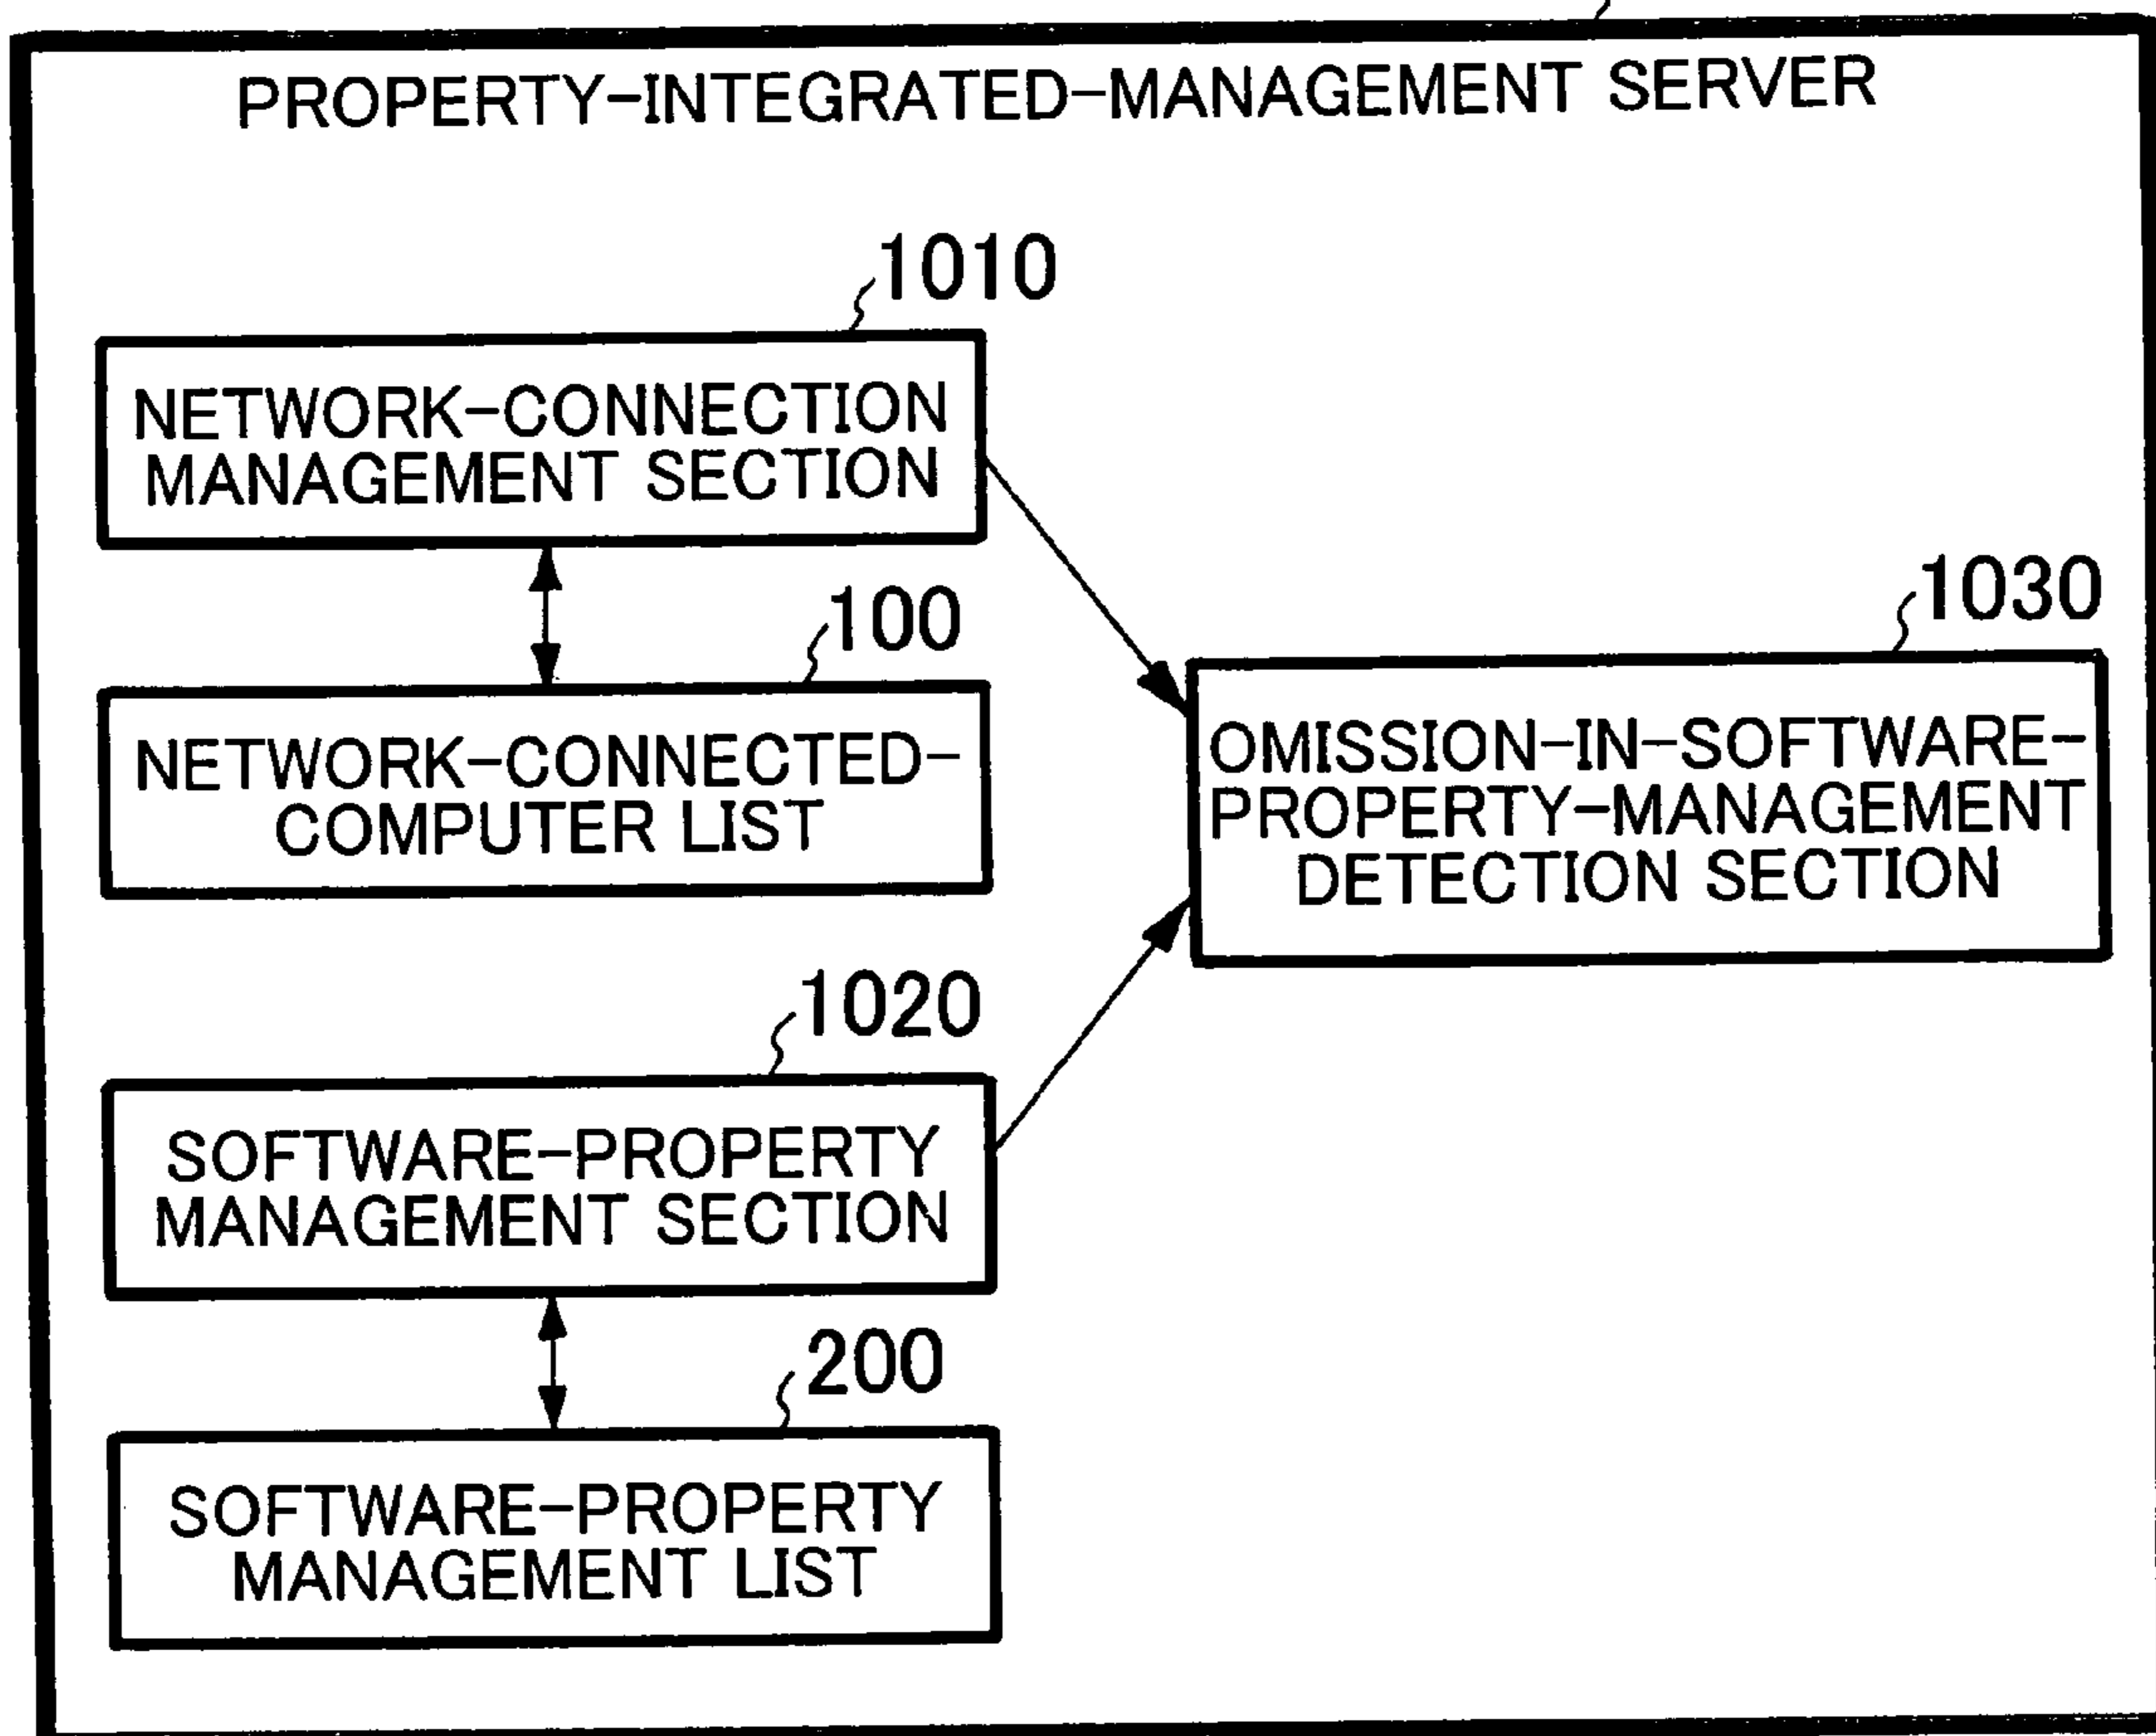 PROPERTY-INTEGRATED-MANAGEMENT SERVER
1010
NETWORK-CONNECTION
MANAGEMENT SECTION
100
NETWORK-CONNECTED-
COMPUTER LIST
1030
OMISSION-IN-SOFTWARE-
PROPERTY-MANAGEMENT
DETECTION SECTION
1020
SOFTWARE-PROPERTY
MANAGEMENT SECTION
200
SOFTWARE-PROPERTY
MANAGEMENT LIST